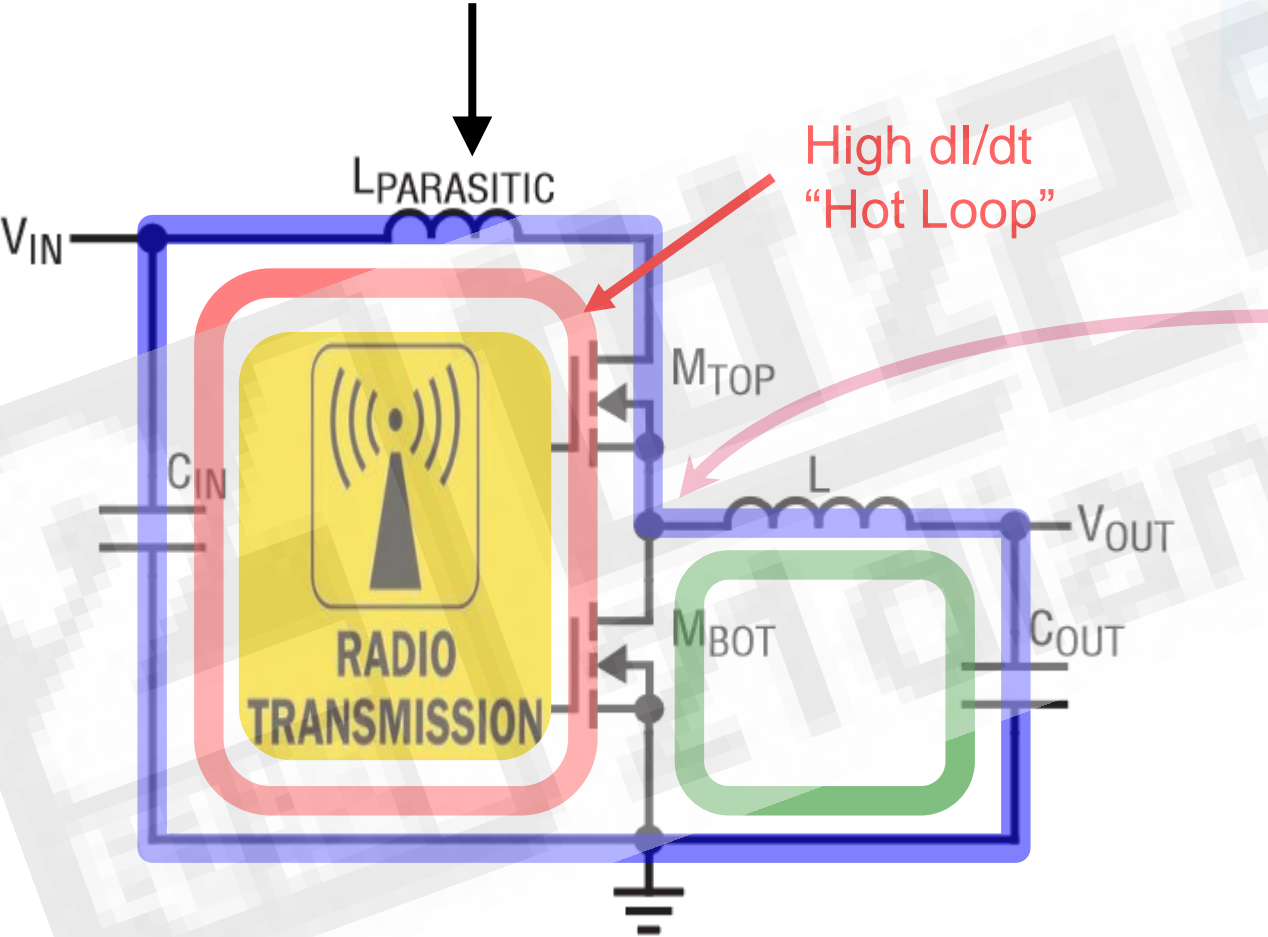 LPARASITIC
High dI/dt
“Hot Loop”
VIN
MTOP
CIN
L
VOUT
MBOT
COUT
RADIO
TRANSMISSION